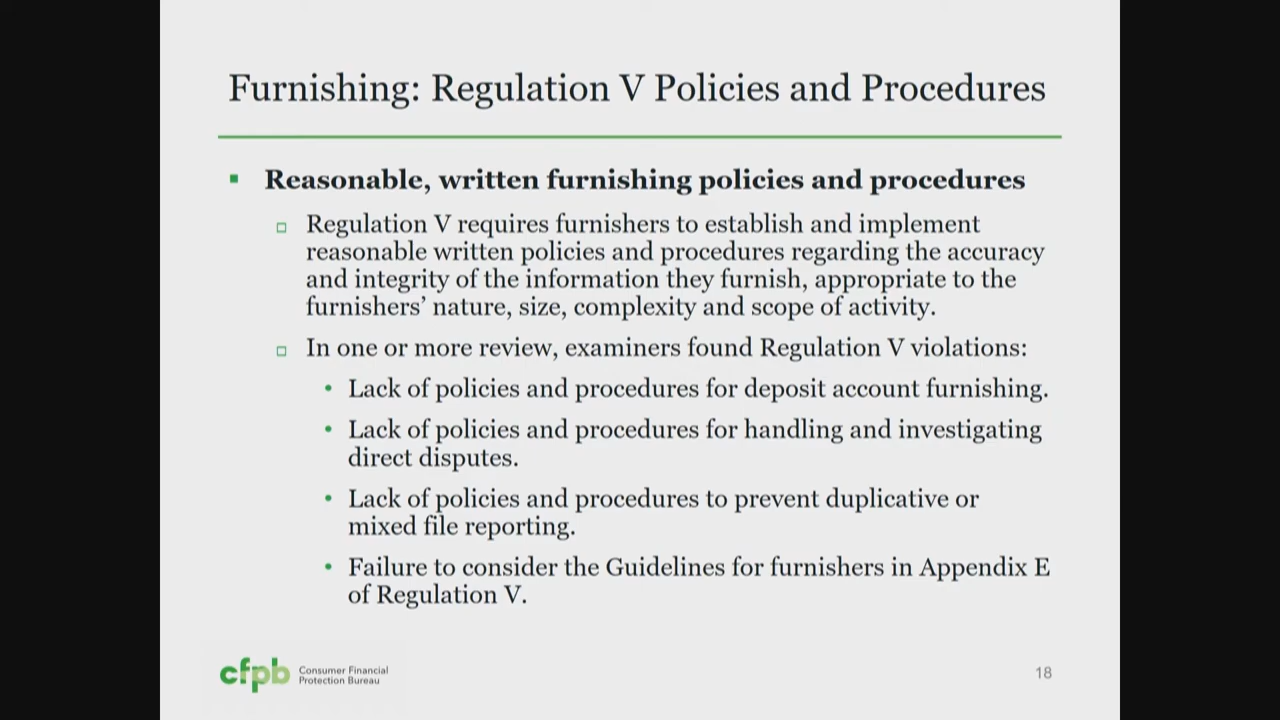 Furnishing: Regulation V Policies and Procedures
Reasonable, written furnishing policies and procedures
Regulation V requires furnishers to establish and implement
reasonable written policies and procedures regarding the accuracy
and integrity of the information they furnish, appropriate to the
furnishers’ nature, size, complexity and scope of activity.
In one or more review, examiners found Regulation V violations:
Lack of policies and procedures for deposit account furnishing.
Lack of policies and procedures for handling and investigating
direct disputes.
Lack of policies and procedures to prevent duplicative or
mixed file reporting.
Failure to consider the Guidelines for furnishers in Appendix E
of Regulation V.
cfpb
Consumer Financial
Protection Bureau
18